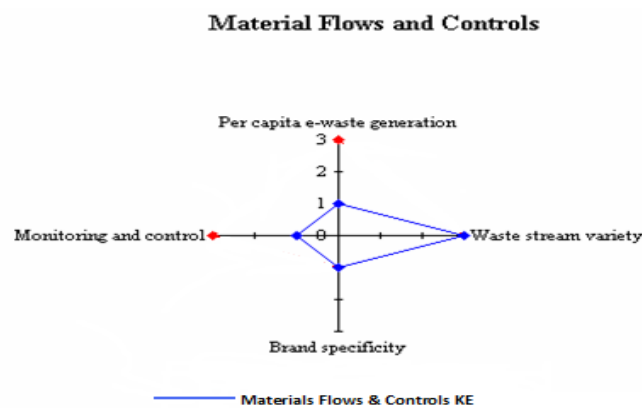 Material Flows and Controls
Per capita e-waste generation
3
2
1
Monitoring and control
0
Waste stream variety
Brand specificity
Materials Flows & Controls KE